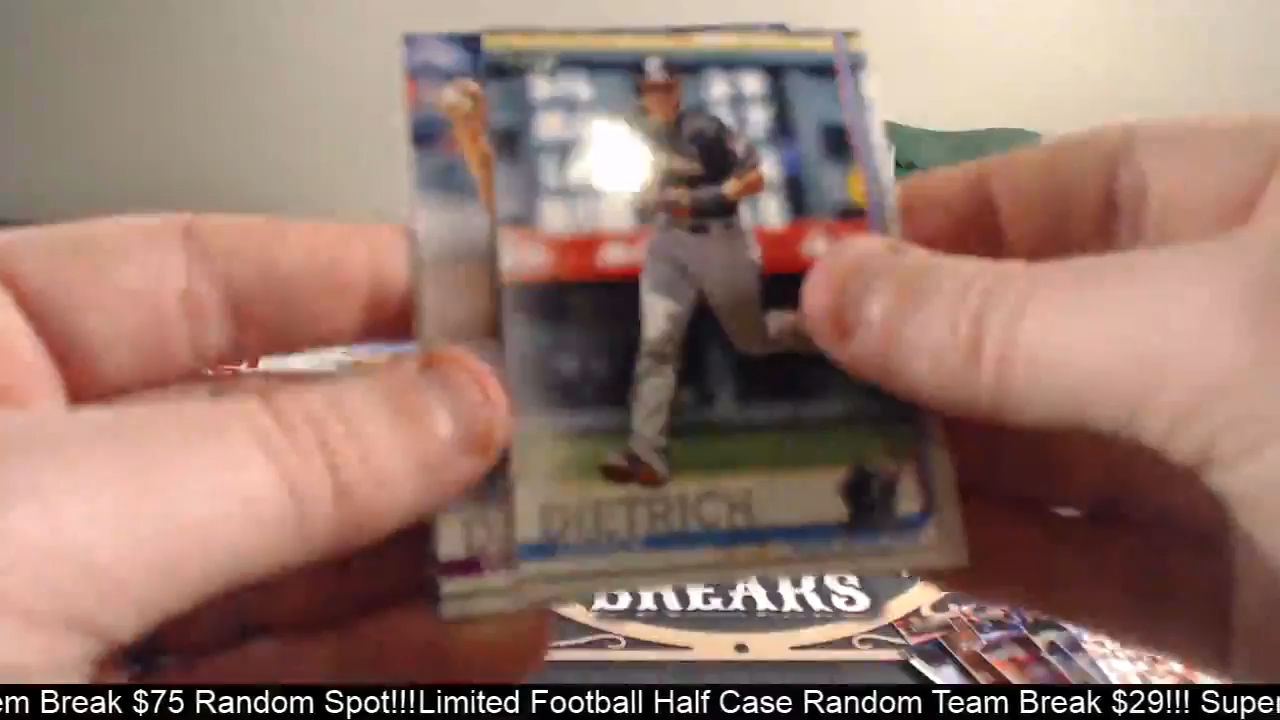 DIETRICH
BREAKS
em Break $75 Random Spot!!!Limited Football Half Case Random Team Break $29!!! Super